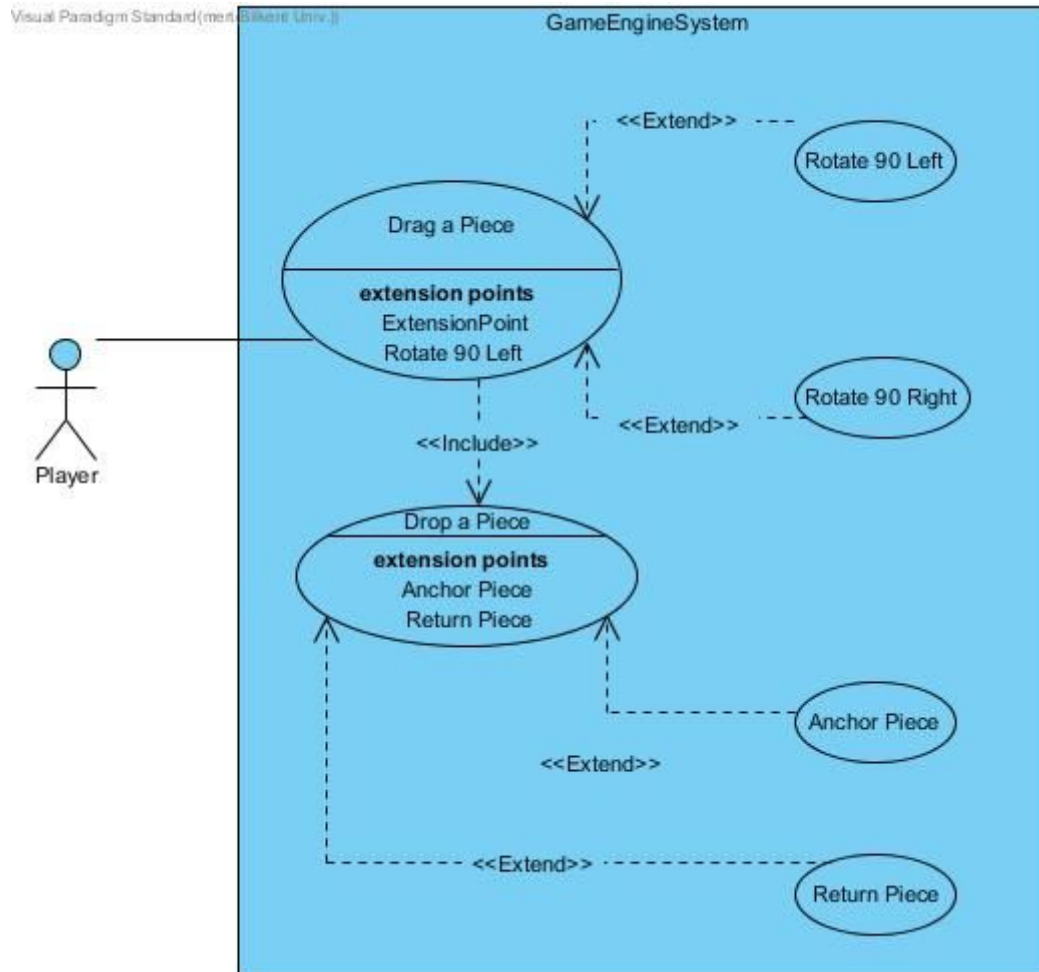 Visual Paradigm Standard(mert(Bilkent Univ.))
GameEngineSystem
<<Extend>>
Rotate 90 Left
Drag a Piece
extension points
ExtensionPoint
Rotate 90 Left
Rotate 90 Right
<<Extend>>
<<Include>>
Player
Drop a Piece
extension points
Anchor Piece
Return Piece
Anchor Piece
<<Extend>>
<<Extend>>
Return Piece